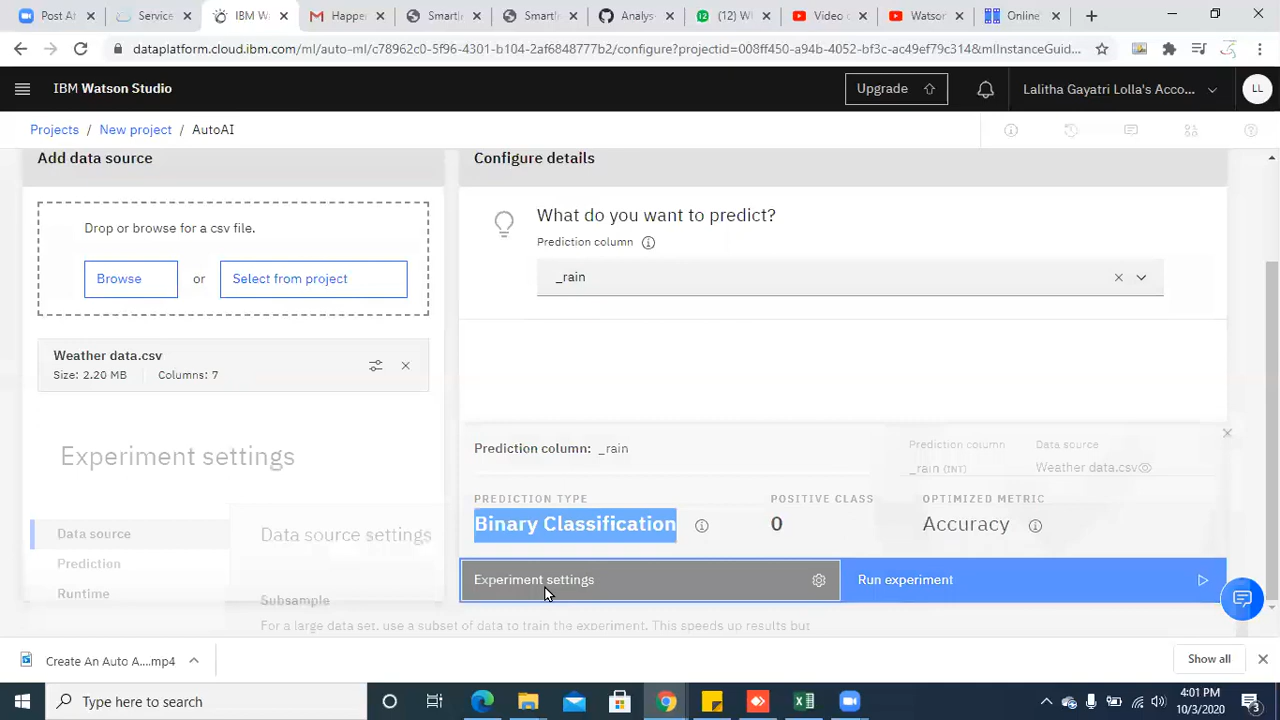 Post A
Service
IBM W
Happe
Smartl
Smartl
Analys
(12) W
Video c
Watson
Online
dataplatform.cloud.ibm.com/ml/auto-ml/c78962c0-5f96-4301-b104-2af6848777b2/configure?projectid=008ff450-a94b-4052-bf3c-ac49ef79c314&mlInstanceGuid...
IBM Watson Studio
Upgrade
Lalitha Gayatri Lolla's Acco...
LL
Projects / New project / AutoAI
Add data source
Configure details
Drop or browse for a csv file.
Browse or Select from project
What do you want to predict?
Prediction column
_rain
Weather data.csv
Size: 2.20 MB Columns: 7
Experiment settings
Prediction column: _rain
Prediction column Data source
_rain (INT) Weather data.csv
PREDICTION TYPE POSITIVE CLASS OPTIMIZED METRIC
Binary Classification 0 Accuracy
Data source
Prediction
Runtime
Data source settings
Experiment settings Run experiment
Subsample
For a large data set, use a subset of data to train the experiment. This speeds up results but
Create An Auto A....mp4
Show all
Type here to search
4:01 PM
10/3/2020
3